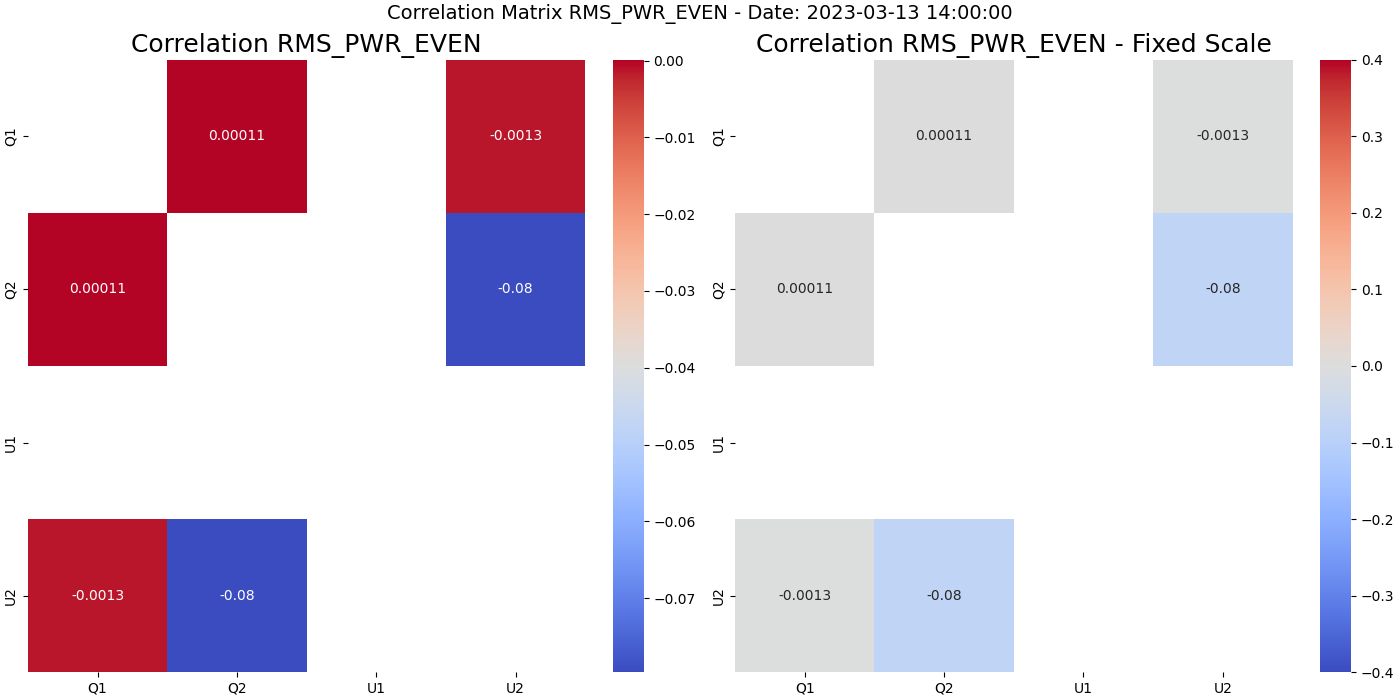 Correlation Matrix RMS_PWR_EVEN - Date: 2023-03-13 14:00:00
Correlation RMS_PWR_EVEN
Q1
Q2
U1
U2
0.00011
-0.0013
0.00011
-0.08
-0.0013
-0.08
Q1
Q2
U1
U2
0.00
−0.01
−0.02
−0.03
−0.04
−0.05
−0.06
−0.07
Correlation RMS_PWR_EVEN - Fixed Scale
Q1
Q2
U1
U2
0.00011
-0.0013
0.00011
-0.08
-0.0013
-0.08
Q1
Q2
U1
U2
0.4
0.3
0.2
0.1
0.0
−0.1
−0.2
−0.3
−0.4